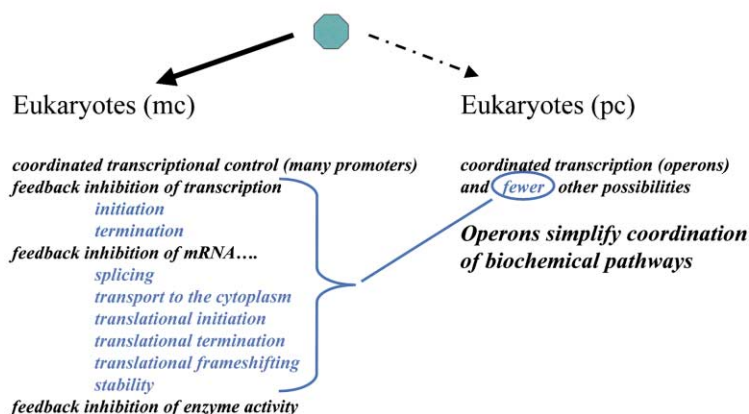 Eukaryotes (mc)
Eukaryotes (pc)
coordinated transcriptional control (many promoters)
feedback inhibition of transcription
initiation
termination
feedback inhibition of mRNA….
splicing
transport to the cytoplasm
translational initiation
translational termination
translational frameshifting
stability
feedback inhibition of enzyme activity
coordinated transcription (operons)
and fewer other possibilities
Operons simplify coordination
of biochemical pathways